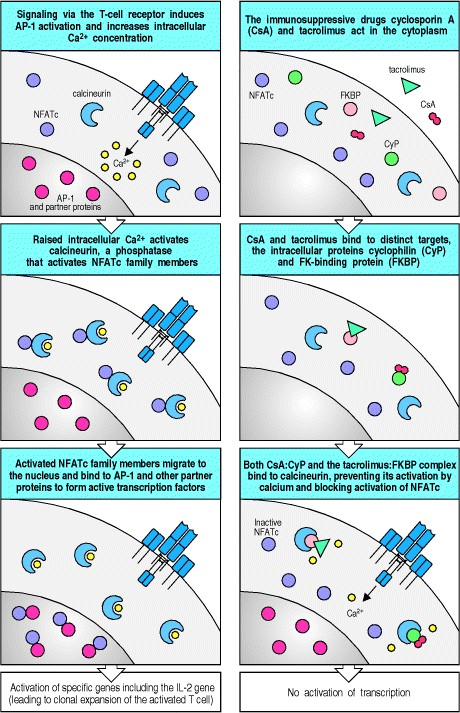 Signaling via the T-cell receptor induces
AP-1 activation and increases intracellular
Ca2+ concentration
calcineurin
NFATc
Ca2+
AP-1
and partner proteins
Raised intracellular Ca2+ activates
calcineurin, a phosphatase
that activates NFATc family members
Activated NFATc family members migrate to
the nucleus and bind to AP-1 and other partner
proteins to form active transcription factors
Activation of specific genes including the IL-2 gene
(leading to clonal expansion of the activated T cell)
The immunosuppressive drugs cyclosporin A
(CsA) and tacrolimus act in the cytoplasm
tacrolimus
NFATc
FKBP
CsA
CyP
CsA and tacrolimus bind to distinct targets,
the intracellular proteins cyclophilin (CyP)
and FK-binding protein (FKBP)
Both CsA:CyP and the tacrolimus:FKBP complex
bind to calcineurin, preventing its activation by
calcium and blocking activation of NFATc
Inactive
NFATc
Ca2+
No activation of transcription